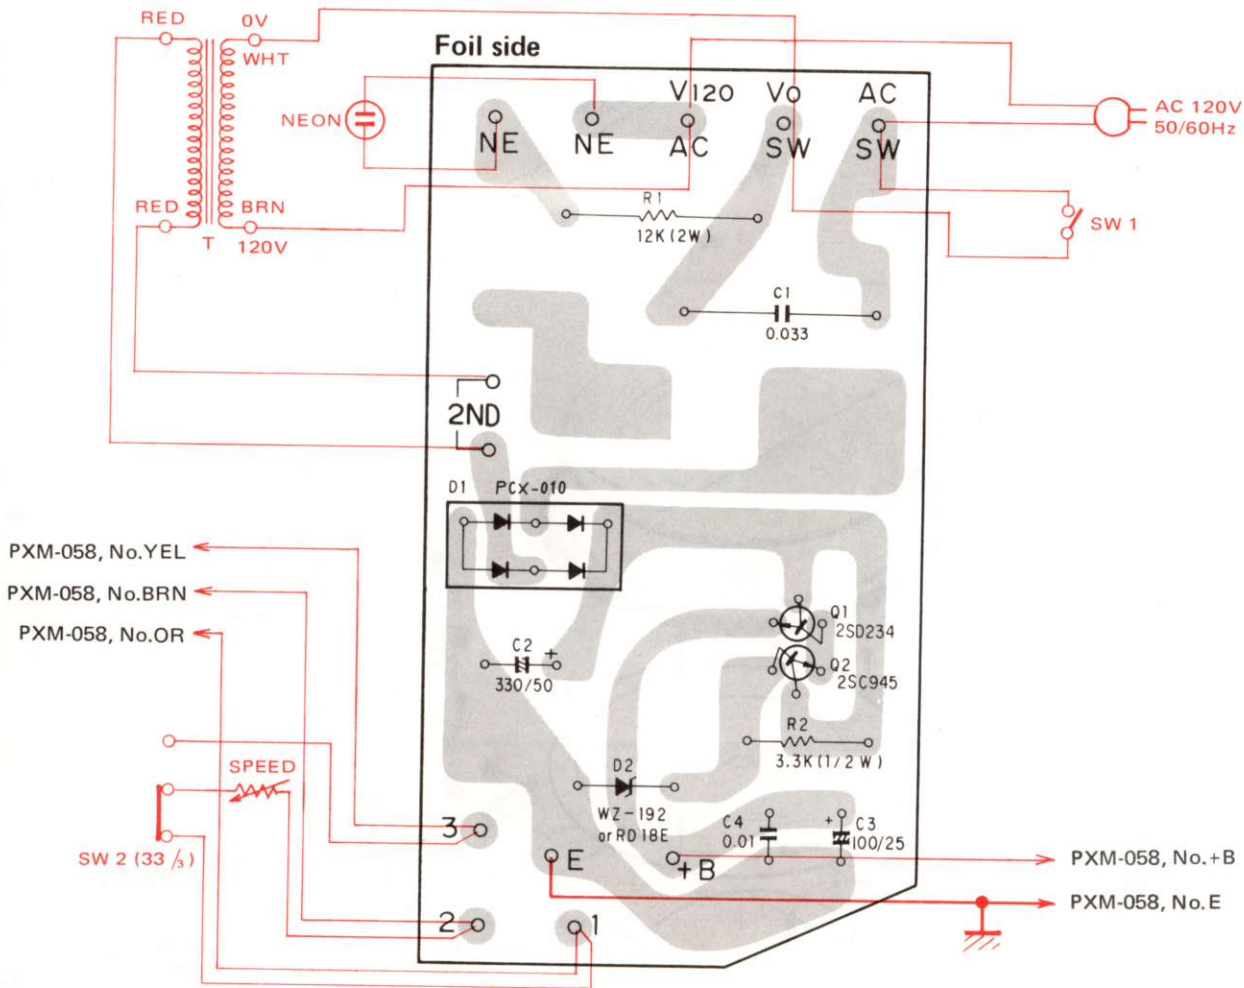 RED
0V
WHT
Foil side
NEON
V120
Vo
AC
NE
NE
AC
SW
SW
AC 120V
50/60Hz
R1
12K (2W)
RED
BRN
T
120V
SW 1
C1
0.033
2ND
D1 PCX-010
PXM-058, No.YEL
PXM-058, No.BRN
PXM-058, No.OR
Q1
2SD234
C2
+
330/50
Q2
2SC945
R2
3.3K (1/2 W)
SPEED
D2
WZ-192
or RD 18E
C4
0.01
+
C3
100/25
3
SW 2 (33 ⅓)
E
+B
PXM-058, No.+B
PXM-058, No.E
2
1